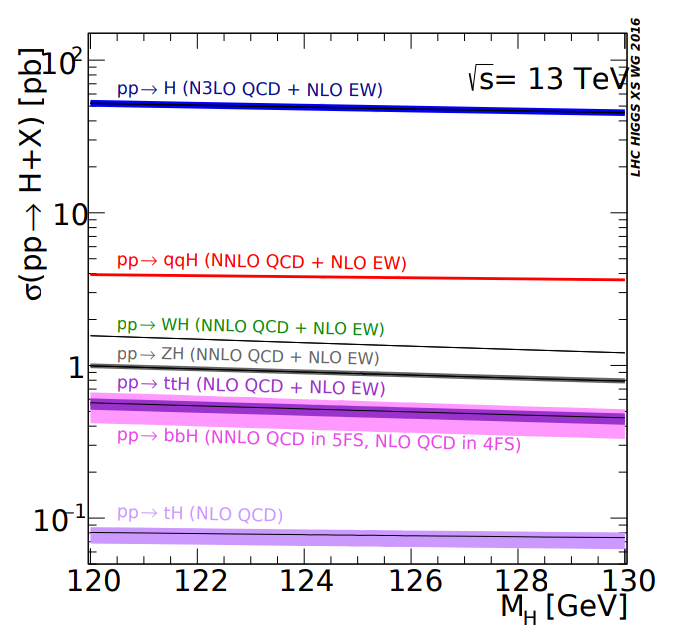 σ(pp → H+X) [pb]
10²
10
1
10⁻¹
√s= 13 TeV
LHC HIGGS XS WG 2016
pp→ H (N3LO QCD + NLO EW)
pp→ qqH (NNLO QCD + NLO EW)
pp→ WH (NNLO QCD + NLO EW)
pp→ ZH (NNLO QCD + NLO EW)
pp→ ttH (NLO QCD + NLO EW)
pp→ bbH (NNLO QCD in 5FS, NLO QCD in 4FS)
pp→ tH (NLO QCD)
120 122 124 126 128 130
M_H [GeV]